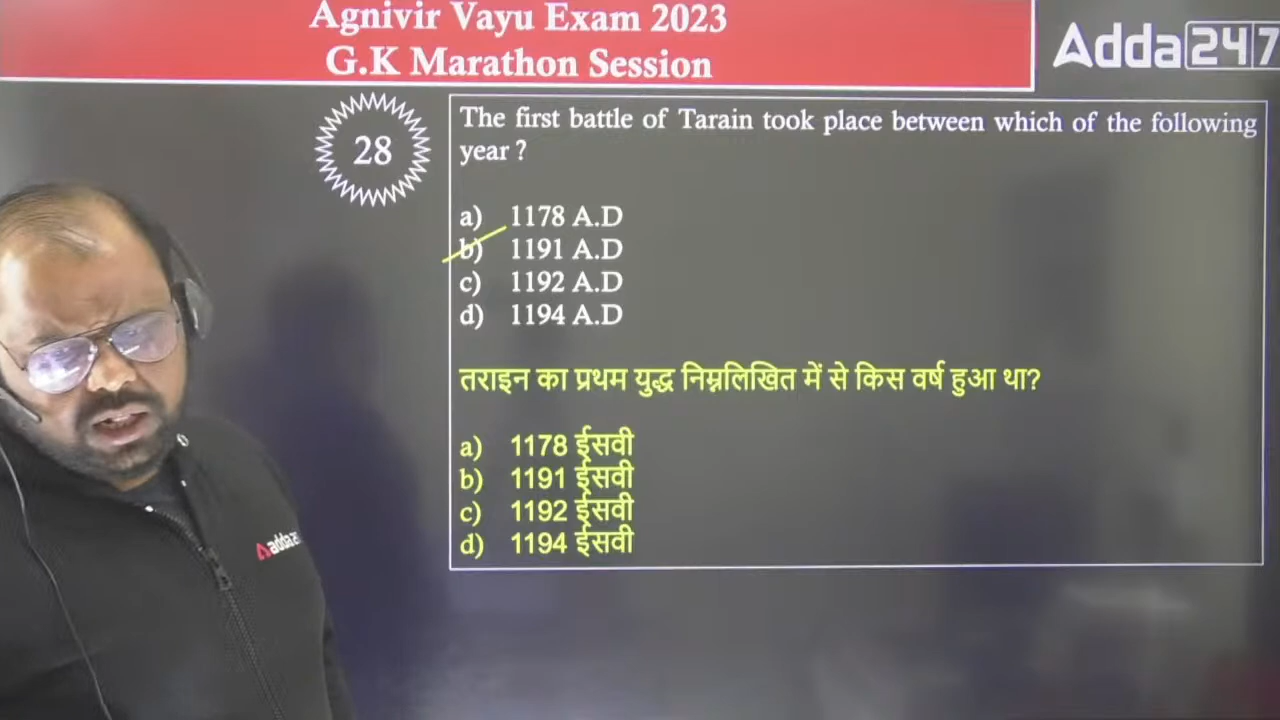 Agnivir Vayu Exam 2023
G.K Marathon Session
Adda247
28
The first battle of Tarain took place between which of the following
year ?
a) 1178 A.D
b) 1191 A.D
c) 1192 A.D
d) 1194 A.D
तराइन का प्रथम युद्ध निम्नलिखित में से किस वर्ष हुआ था?
a) 1178 ईसवी
b) 1191 ईसवी
c) 1192 ईसवी
d) 1194 ईसवी
adda24